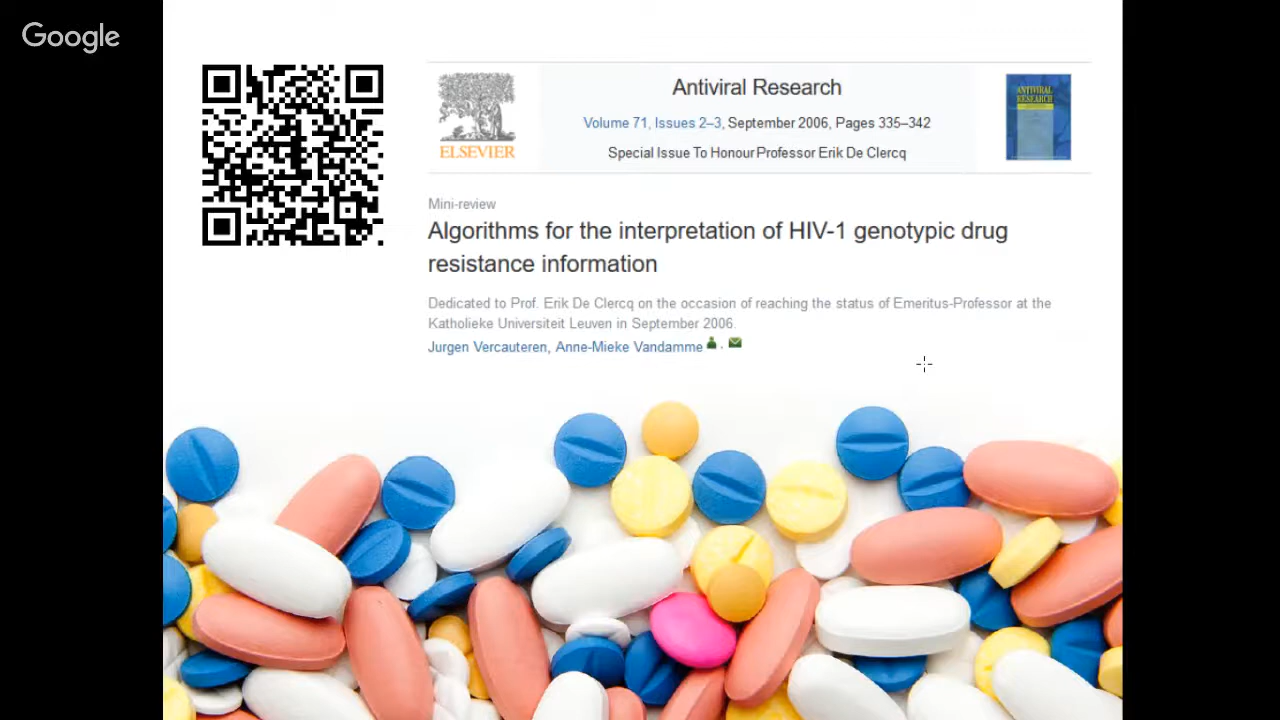 Google
Antiviral Research
Volume 71, Issues 2–3, September 2006, Pages 335–342
Special Issue To Honour Professor Erik De Clercq
ELSEVIER
ANTIVIRAL
RESEARCH
Mini-review
Algorithms for the interpretation of HIV-1 genotypic drug
resistance information
Dedicated to Prof. Erik De Clercq on the occasion of reaching the status of Emeritus-Professor at the
Katholieke Universiteit Leuven in September 2006.
Jurgen Vercauteren, Anne-Mieke Vandamme